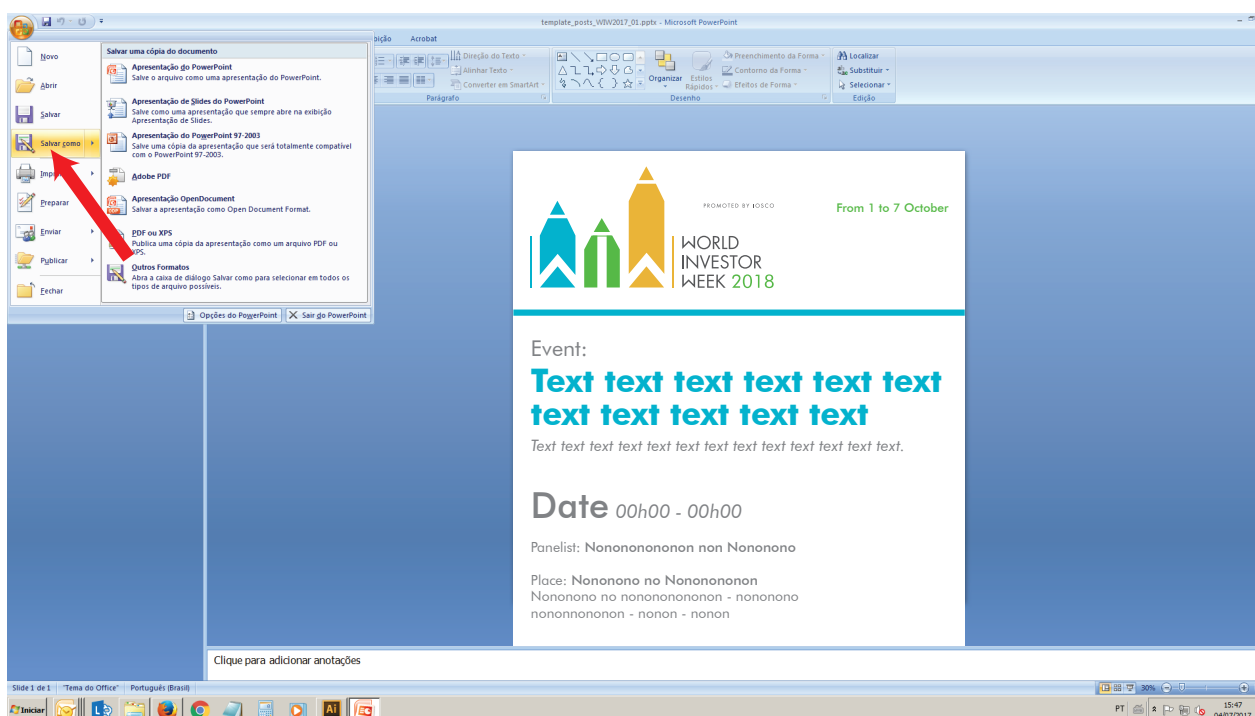 template_posts_WIW2017_01.pptx - Microsoft PowerPoint
bição Acrobat
Novo
Abrir
Salvar
Salvar como
Preparar
Enviar
Publicar
Fechar
Salvar uma cópia do documento
Apresentação do PowerPoint
Salve o arquivo como uma apresentação do PowerPoint.
Apresentação de Slides do PowerPoint
Salve como uma apresentação que sempre abre na exibição
Apresentação de Slides.
Apresentação do PowerPoint 97-2003
Salve uma cópia da apresentação que será totalmente compatível
com o PowerPoint 97-2003.
Adobe PDF
Apresentação OpenDocument
Salvar a apresentação como Open Document Format.
PDF ou XPS
Publica uma cópia da apresentação como um arquivo PDF ou
XPS.
Outros Formatos
Abra a caixa de diálogo Salvar como para selecionar em todos os
tipos de arquivo possíveis.
Opções do PowerPoint
Sair do PowerPoint
Direção do Texto
Alinhar Texto
Converter em SmartArt
Parágrafo
Organizar
Estilos
Rápidos
Preenchimento da Forma
Contorno da Forma
Efeitos de Forma
Desenho
Localizar
Substituir
Selecionar
Edição
PROMOTED BY IOSCO
From 1 to 7 October
WORLD
INVESTOR
WEEK 2018
Event:
Text text text text text text
text text text text text
Text text text text text text text text text text text text text.
Date 00h00 - 00h00
Panelist: Nonononononon non Nonononono
Place: Nonononono no Nononononon
Nonononono no nonononononon - nonononono
nononnononon - nonon - nonon
Clique para adicionar anotações
Slide 1 de 1 "Tema do Office" Português (Brasil)
30%
Iniciar
Ai
PT
15:47
04/07/2017